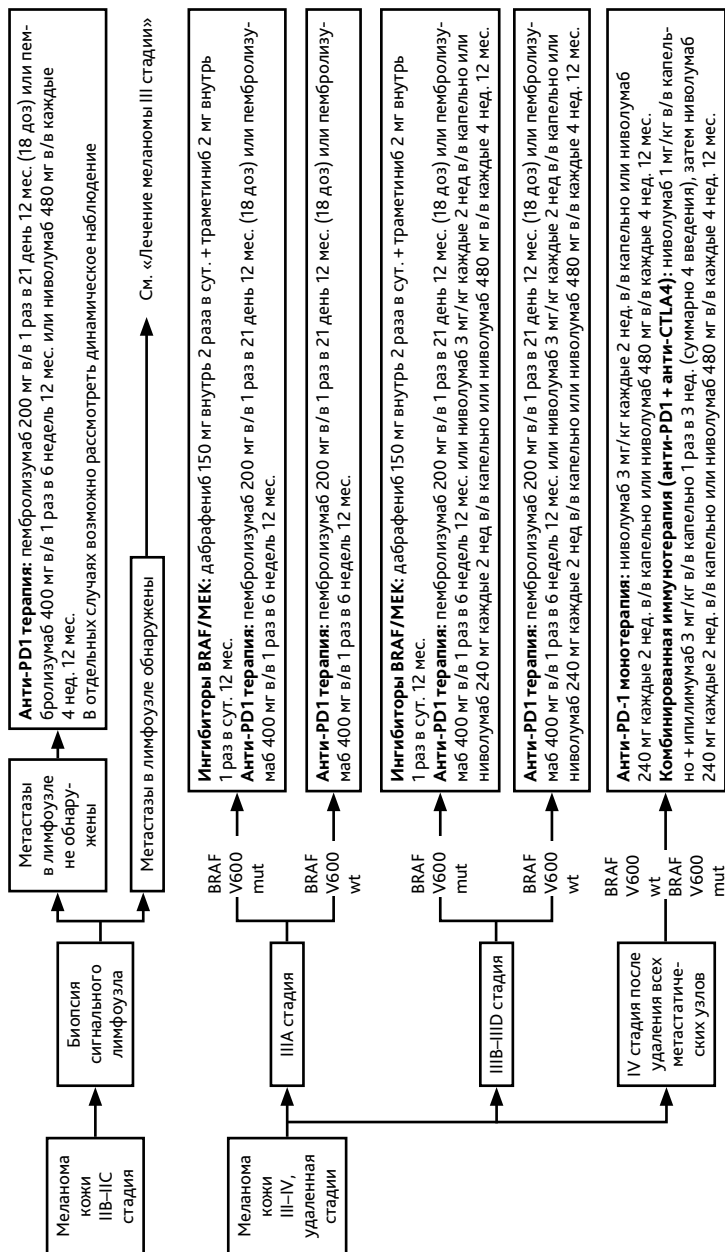 Меланома
кожи
IIB–IIC
стадия
Биопсия
сигнального
лимфоузла
Метастазы
в лимфоузле
не обнару-
жены
Анти-PD1 терапия: пембролизумаб 200 мг в/в 1 раз в 21 день 12 мес. (18 доз) или пем-
бролизумаб 400 мг в/в 1 раз в 6 недель 12 мес. или ниволумаб 480 мг в/в каждые
4 нед. 12 мес.
В отдельных случаях возможно рассмотреть динамическое наблюдение
Метастазы в лимфоузле обнаружены
См. «Лечение меланомы III стадии»
Меланома
кожи
III–IV,
удаленная
стадии
IIIA стадия
BRAF
V600
mut
Ингибиторы BRAF/MEK: дабрафениб 150 мг внутрь 2 раза в сут. + траметиниб 2 мг внутрь
1 раз в сут. 12 мес.
Анти-PD1 терапия: пембролизумаб 200 мг в/в 1 раз в 21 день 12 мес. (18 доз) или пембролизу-
маб 400 мг в/в 1 раз в 6 недель 12 мес.
BRAF
V600
wt
Анти-PD1 терапия: пембролизумаб 200 мг в/в 1 раз в 21 день 12 мес. (18 доз) или пембролизу-
маб 400 мг в/в 1 раз в 6 недель 12 мес.
IIIB–IIID стадия
BRAF
V600
mut
Ингибиторы BRAF/MEK: дабрафениб 150 мг внутрь 2 раза в сут. + траметиниб 2 мг внутрь
1 раз в сут. 12 мес.
Анти-PD1 терапия: пембролизумаб 200 мг в/в 1 раз в 21 день 12 мес. (18 доз) или пембролизу-
маб 400 мг в/в 1 раз в 6 недель 12 мес. или ниволумаб 3 мг/кг каждые 2 нед в/в капельно или
ниволумаб 240 мг каждые 2 нед в/в капельно или ниволумаб 480 мг в/в каждые 4 нед. 12 мес.
BRAF
V600
wt
Анти-PD1 терапия: пембролизумаб 200 мг в/в 1 раз в 21 день 12 мес. (18 доз) или пембролизу-
маб 400 мг в/в 1 раз в 6 недель 12 мес. или ниволумаб 3 мг/кг каждые 2 нед в/в капельно или
ниволумаб 240 мг каждые 2 нед в/в капельно или ниволумаб 480 мг в/в каждые 4 нед. 12 мес.
IV стадия после
удаления всех
метастатиче-
ских узлов
BRAF
V600
wt
BRAF
V600
mut
Анти-PD-1 монотерапия: ниволумаб 3 мг/кг каждые 2 нед. в/в капельно или ниволумаб
240 мг каждые 2 нед. в/в капельно или ниволумаб 480 мг в/в каждые 4 нед. 12 мес.
Комбинированная иммунотерапия (анти-PD1 + анти-CTLA4): ниволумаб 1 мг/кг в/в капель-
но + ипилимумаб 3 мг/кг в/в капельно 1 раз в 3 нед. (суммарно 4 введения), затем ниволумаб
240 мг каждые 2 нед. в/в капельно или ниволумаб 480 мг в/в каждые 4 нед. 12 мес.